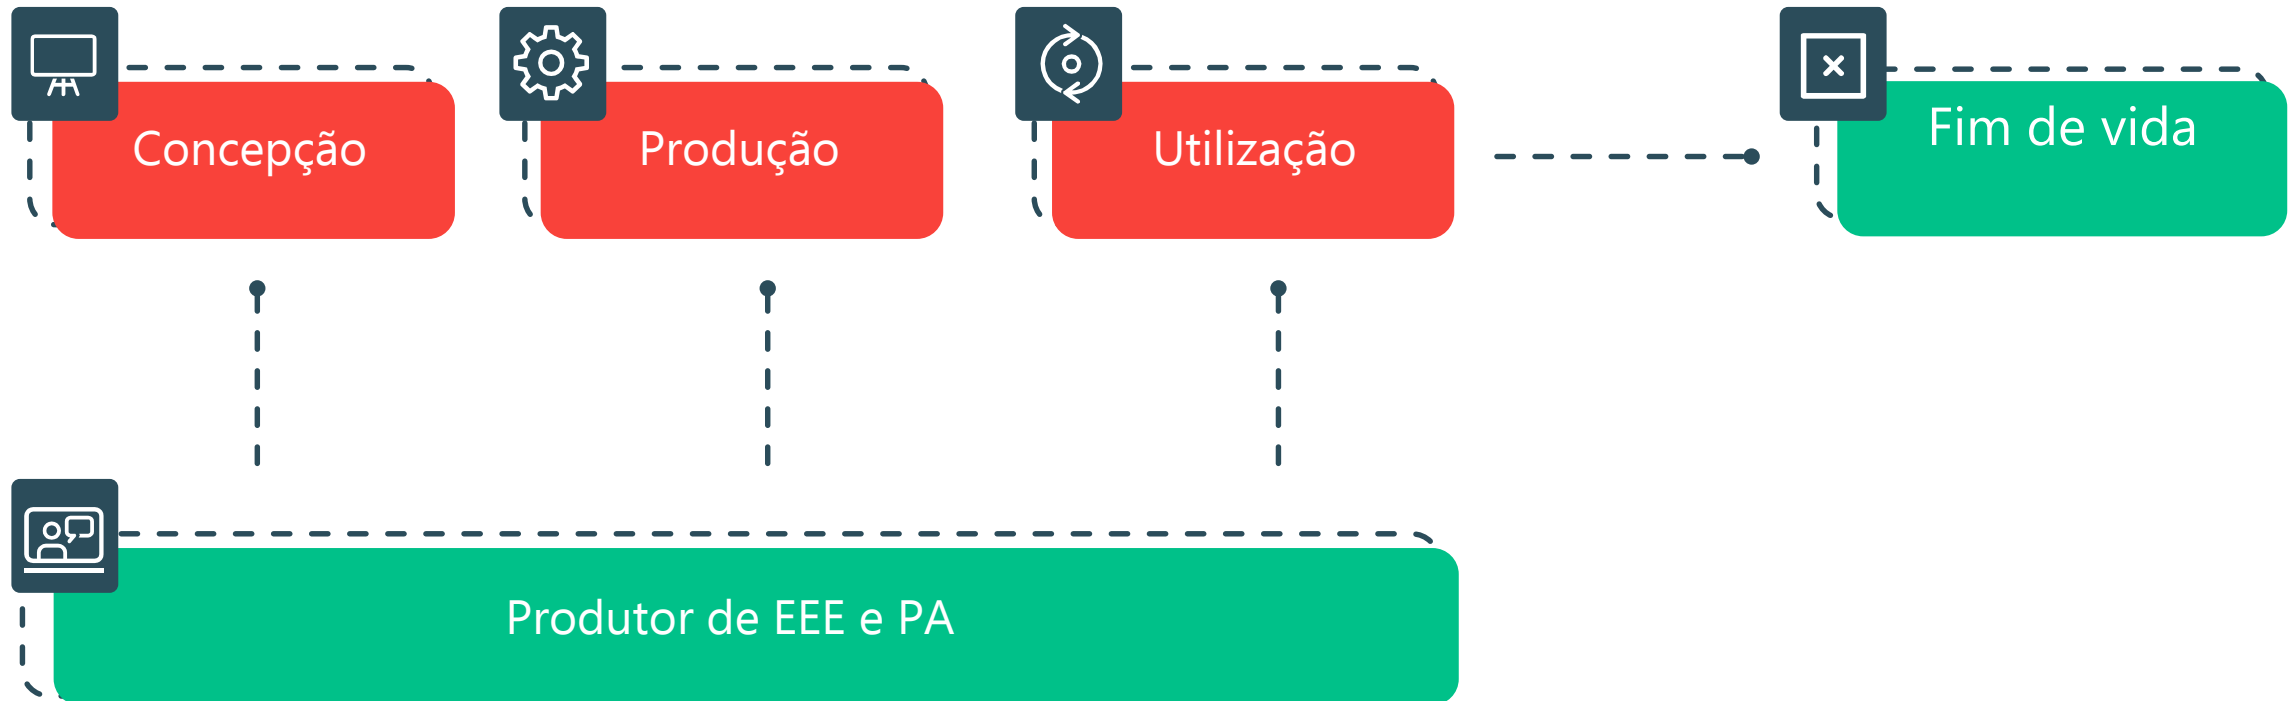 Concepção
Produção
Utilização
Fim de vida
Produtor de EEE e PA